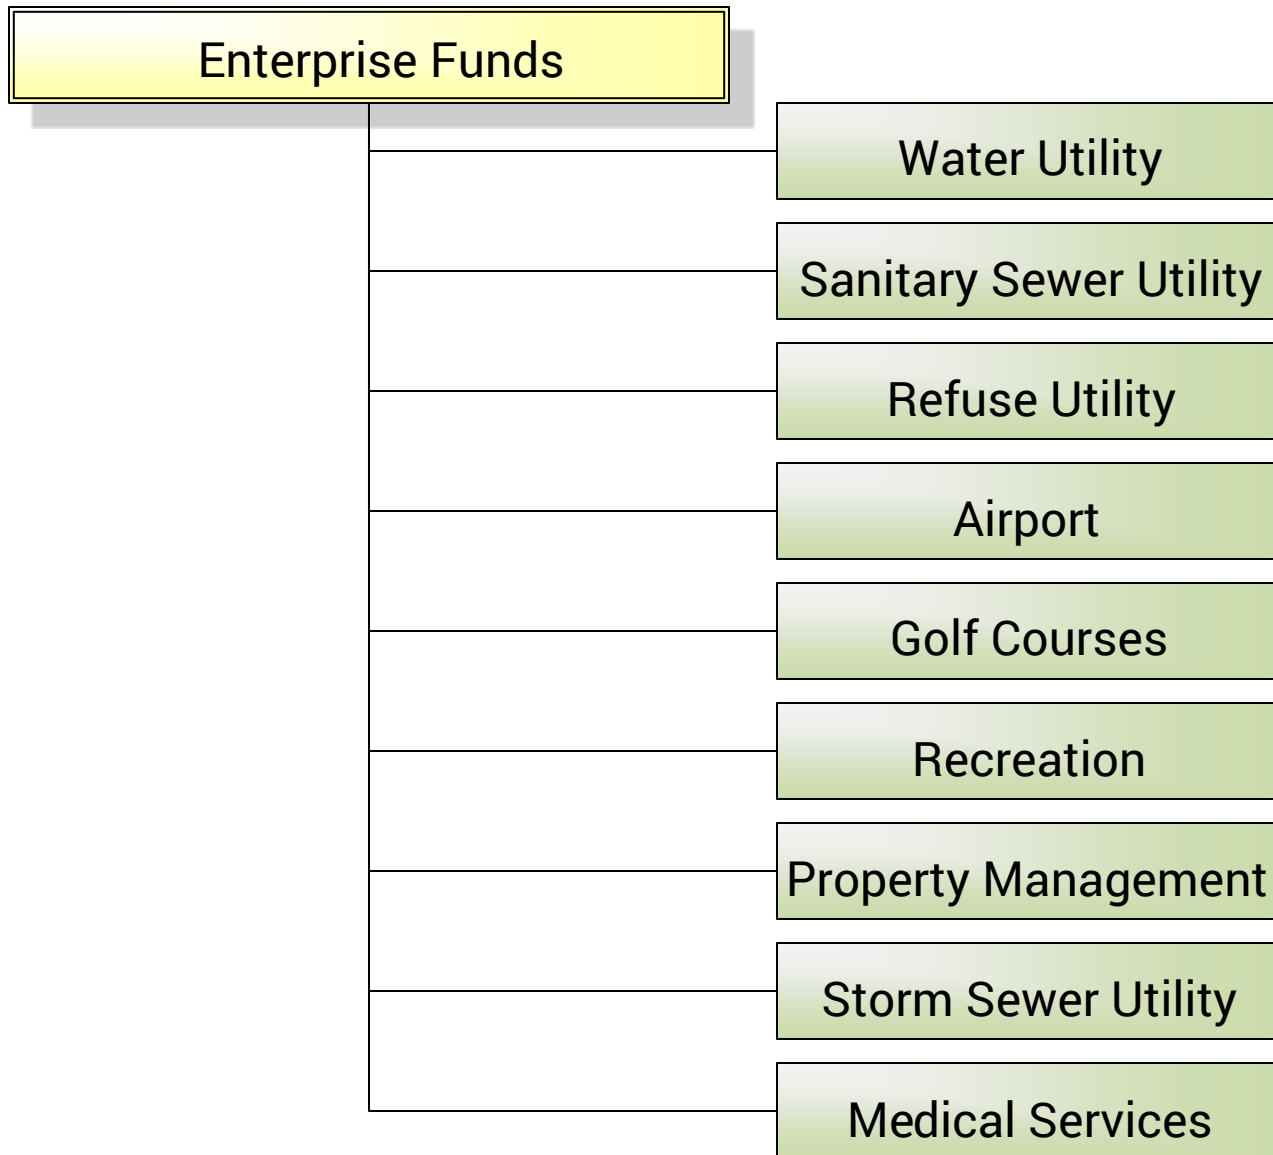 Enterprise Funds
Water Utility
Sanitary Sewer Utility
Refuse Utility
Airport
Golf Courses
Recreation
Property Management
Storm Sewer Utility
Medical Services